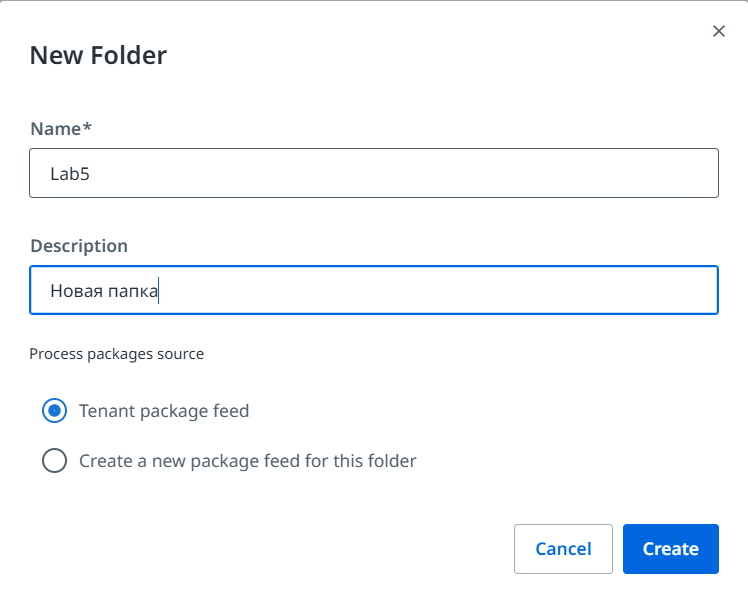 New Folder
Name*
Lab5
Description
Новая папка
Process packages source
Tenant package feed
Create a new package feed for this folder
Cancel
Create